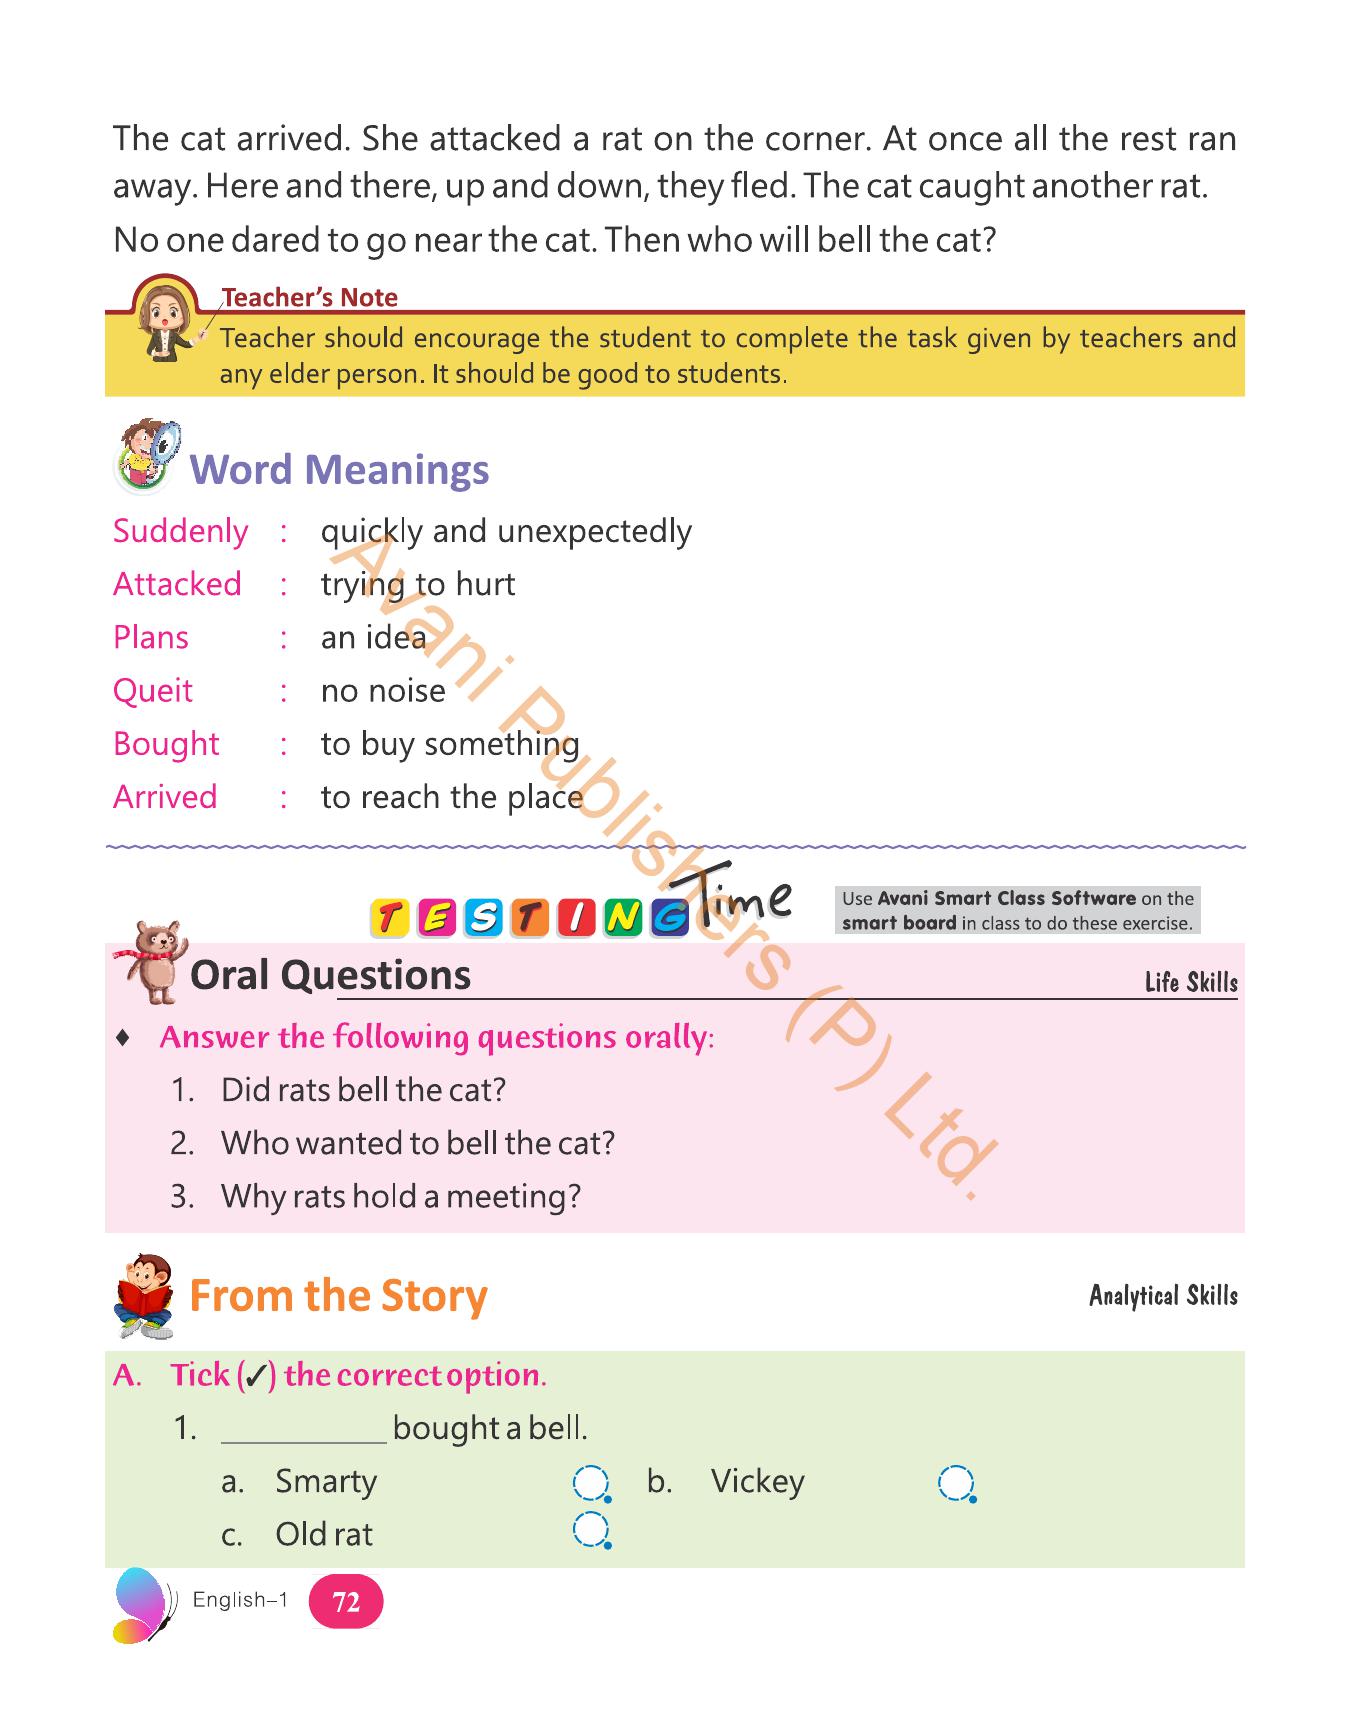 The cat arrived. She attacked a rat on the corner. At once all the rest ran
away. Here and there, up and down, they fled. The cat caught another rat.
No one dared to go near the cat. Then who will bell the cat?
Teacher's Note
Teacher should encourage the student to complete the task given by teachers and
any elder person. It should be good to students.
Word Meanings
Suddenly : quickly and unexpectedly
Attacked : trying to hurt
Plans : an idea
Queit : no noise
Bought : to buy something
Arrived : to reach the place
Avani Publishers (P) Ltd.
TESTING Time
Use Avani Smart Class Software on the
smart board in class to do these exercise.
Oral Questions
Life Skills
♦ Answer the following questions orally:
1. Did rats bell the cat?
2. Who wanted to bell the cat?
3. Why rats hold a meeting?
From the Story
Analytical Skills
A. Tick (✓) the correct option.
1. __________ bought a bell.
a. Smarty b. Vickey
c. Old rat
English–1 72